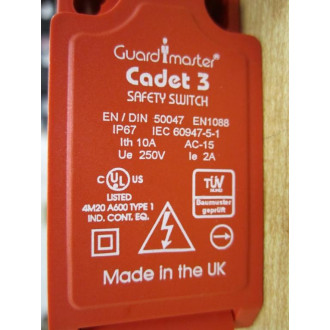 Guardmaster®
Cadet 3
SAFETY SWITCH
EN / DIN 50047 EN1088
IP67 IEC 60947-5-1
Ith 10A AC-15
Ue 250V Ie 2A
C UL US
LISTED
4M20 A600 TYPE 1
IND. CONT. EQ.
TÜV
Baumuster
geprüft
Made in the UK